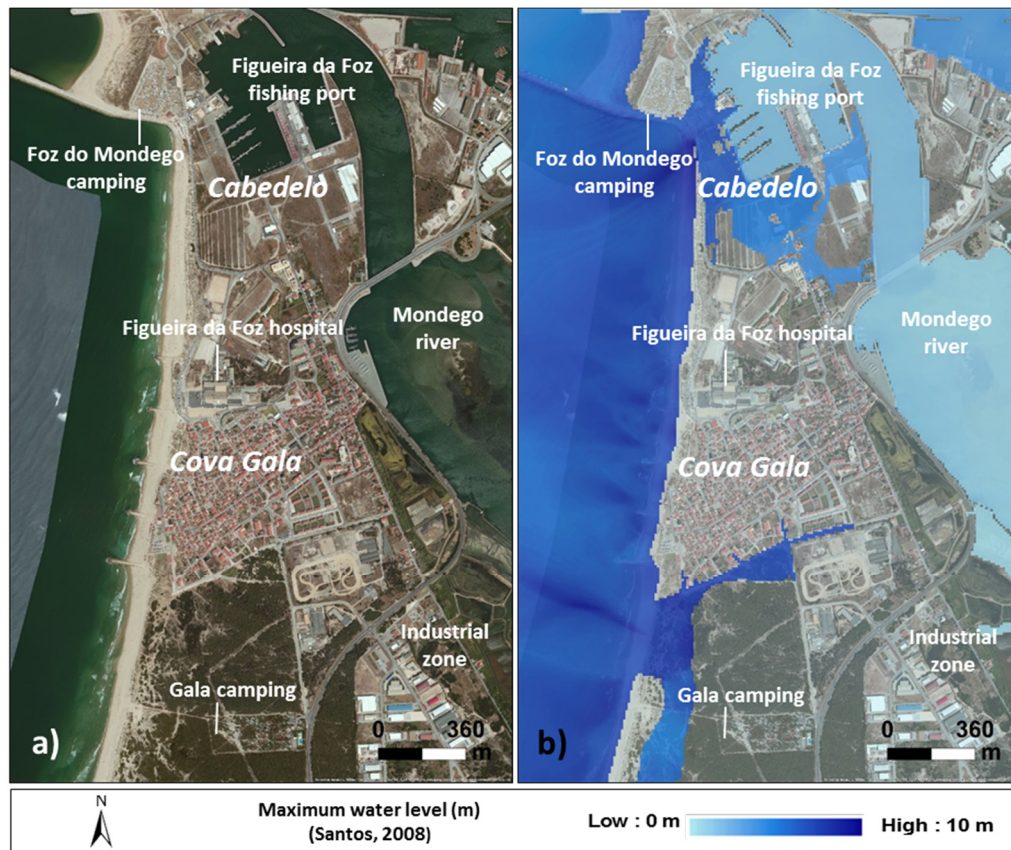 Figueira da Foz
fishing port
Foz do Mondego
camping
Cabedelo
Figueira da Foz hospital
Mondego
river
Cova Gala
Industrial
zone
Gala camping
a)
0 360
m
Figueira da Foz
fishing port
Foz do Mondego
camping
Cabedelo
Figueira da Foz hospital
Mondego
river
Cova Gala
Industrial
zone
Gala camping
b)
0 360
m
N
Maximum water level (m)
(Santos, 2008)
Low : 0 m
High : 10 m